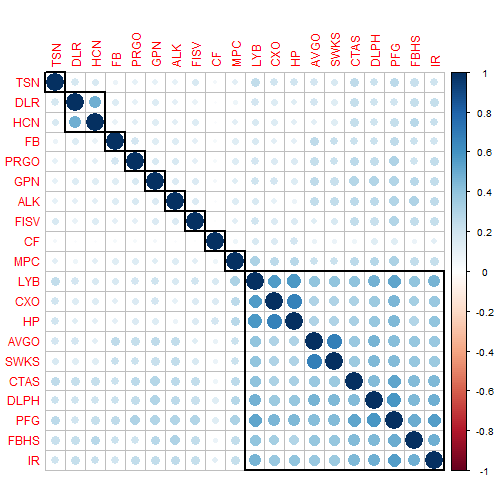 TSN DLR HCN FB PRGO GPN ALK FISV CF MPC LYB CXO HP AVGO SWKS CTAS DLPH PFG FBHS IR
TSN
DLR
HCN
FB
PRGO
GPN
ALK
FISV
CF
MPC
LYB
CXO
HP
AVGO
SWKS
CTAS
DLPH
PFG
FBHS
IR
1
0.8
0.6
0.4
0.2
0
-0.2
-0.4
-0.6
-0.8
-1